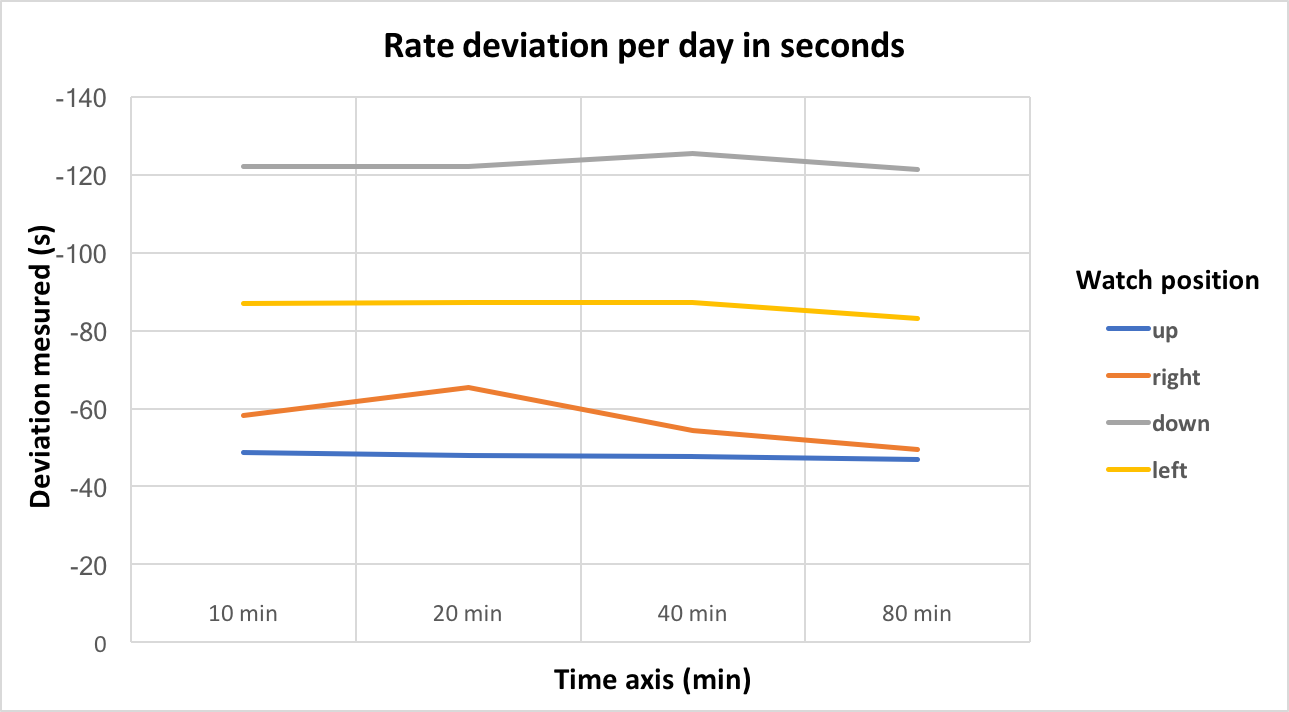 Rate deviation per day in seconds
Deviation mesured (s)
-140
-120
-100
-80
-60
-40
-20
0
10 min 20 min 40 min 80 min
Time axis (min)
Watch position
up
right
down
left